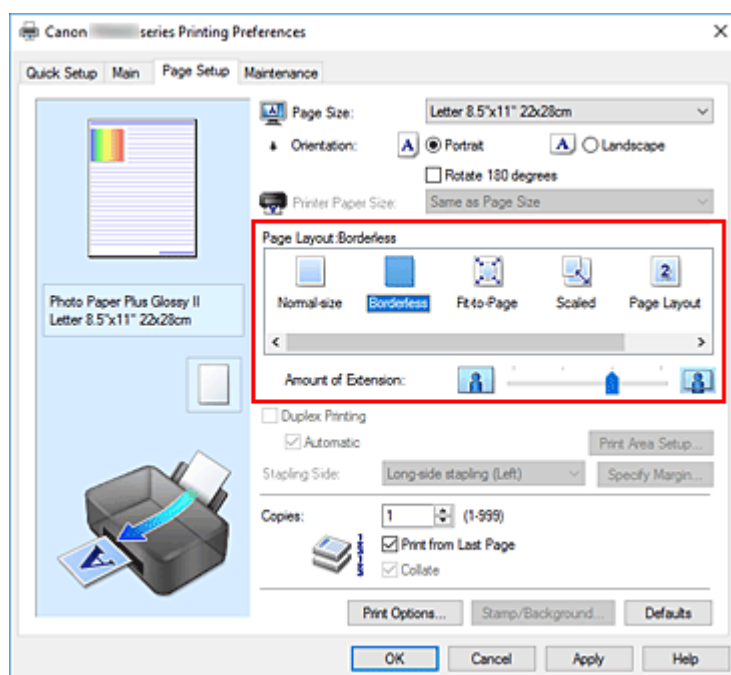 Canon series Printing Preferences
Quick Setup Main Page Setup Maintenance
Page Size: Letter 8.5"x11" 22x28cm
Orientation: A Portrait A Landscape
Rotate 180 degrees
Printer Paper Size: Same as Page Size
Page Layout:Borderless
2
Normal-size Borderless Fit-to-Page Scaled Page Layout
Photo Paper Plus Glossy II
Letter 8.5"x11" 22x28cm
Amount of Extension:
Duplex Printing
Automatic Print Area Setup...
Stapling Side: Long-side stapling (Left) Specify Margin...
Copies: 1 (1-999)
Print from Last Page
Collate
A
Print Options... Stamp/Background... Defaults
OK Cancel Apply Help